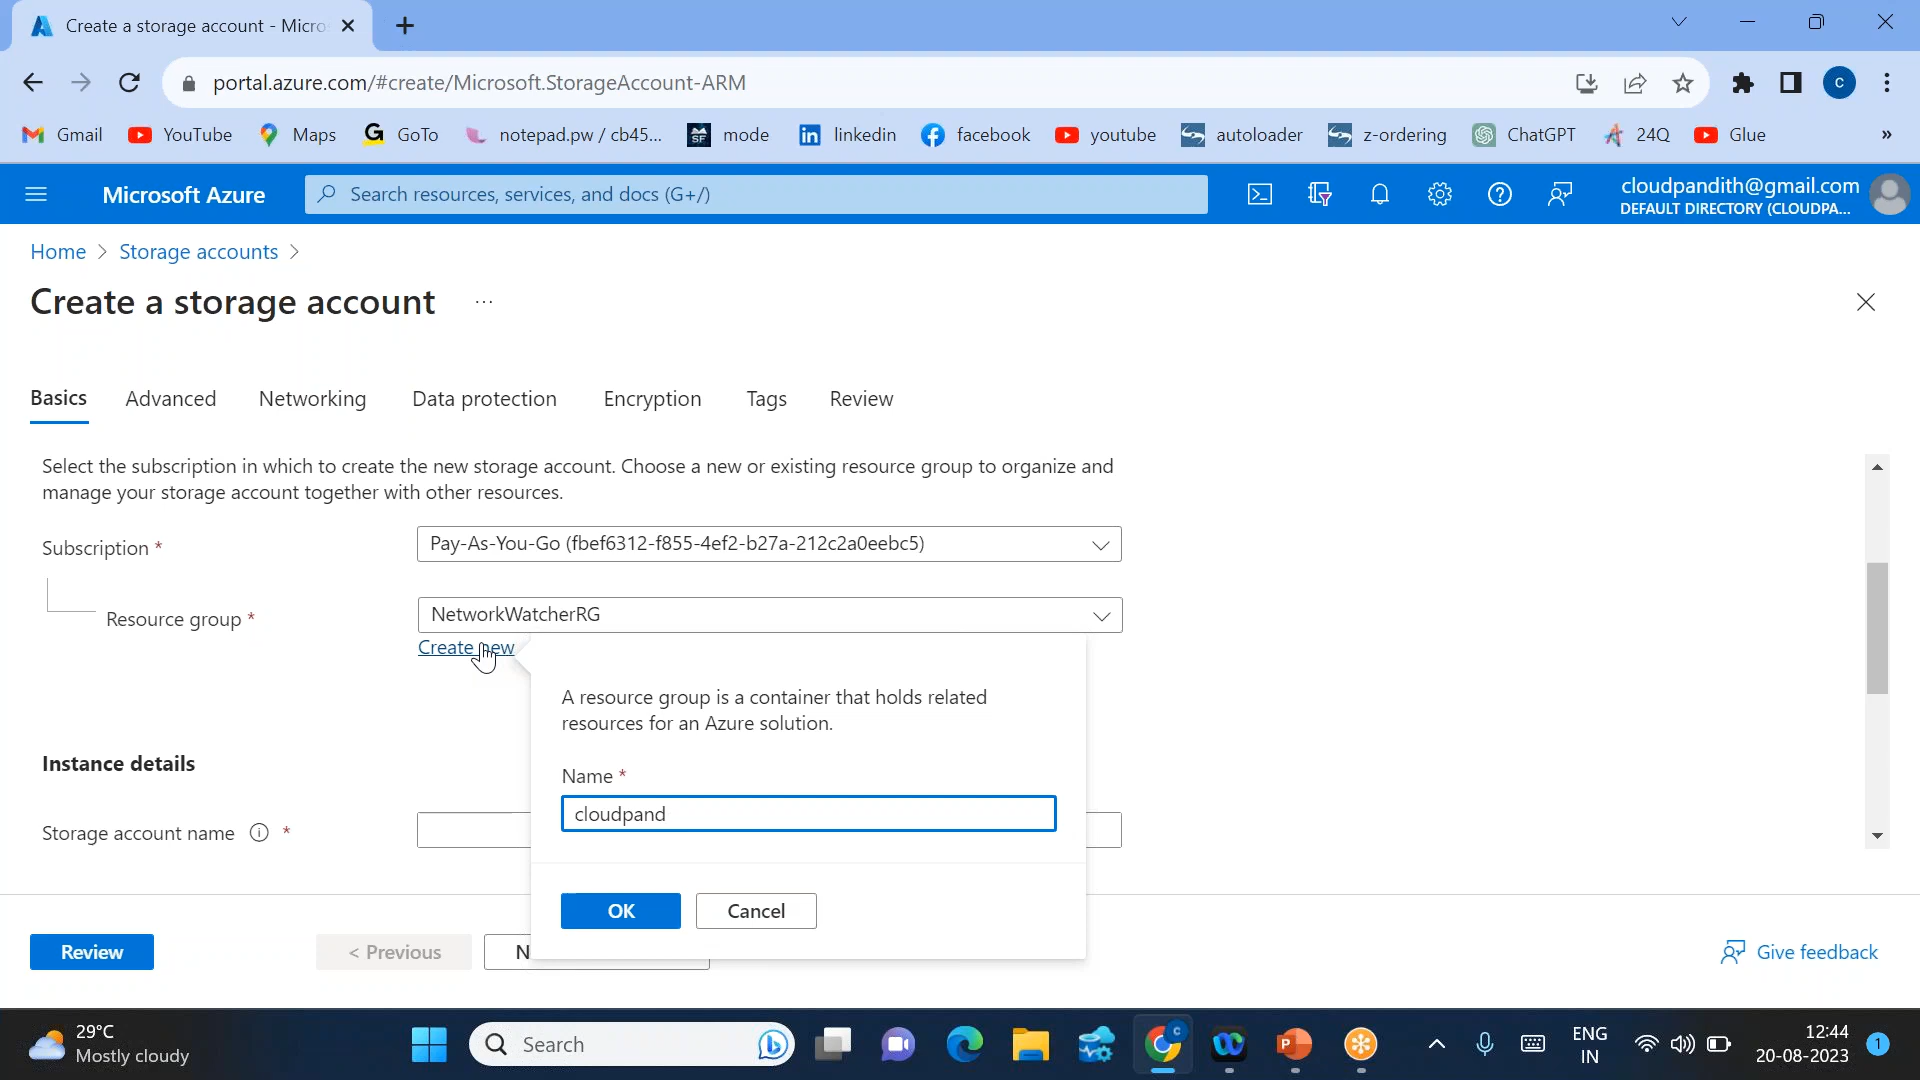 Create a storage account - Micro
portal.azure.com/#create/Microsoft.StorageAccount-ARM
c
Gmail YouTube Maps GoTo notepad.pw / cb45... mode linkedin facebook youtube autoloader z-ordering ChatGPT 24Q Glue »
Microsoft Azure
Search resources, services, and docs (G+/)
cloudpandith@gmail.com
DEFAULT DIRECTORY (CLOUDPA...
Home > Storage accounts >
Create a storage account ...
Basics Advanced Networking Data protection Encryption Tags Review
Select the subscription in which to create the new storage account. Choose a new or existing resource group to organize and
manage your storage account together with other resources.
Subscription *
Pay-As-You-Go (fbef6312-f855-4ef2-b27a-212c2a0eebc5)
Resource group *
NetworkWatcherRG
Create new
A resource group is a container that holds related
resources for an Azure solution.
Name *
cloudpand
OK Cancel
Instance details
Storage account name *
Review < Previous N
Give feedback
29°C
Mostly cloudy
Search
ENG
IN
12:44
20-08-2023
1